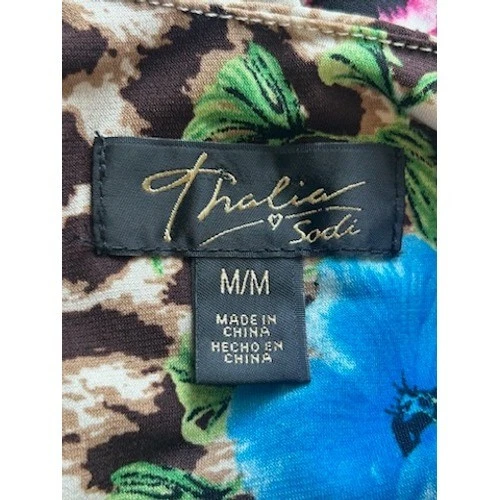 Thalia
Sodi
M/M
MADE IN
CHINA
HECHO EN
CHINA